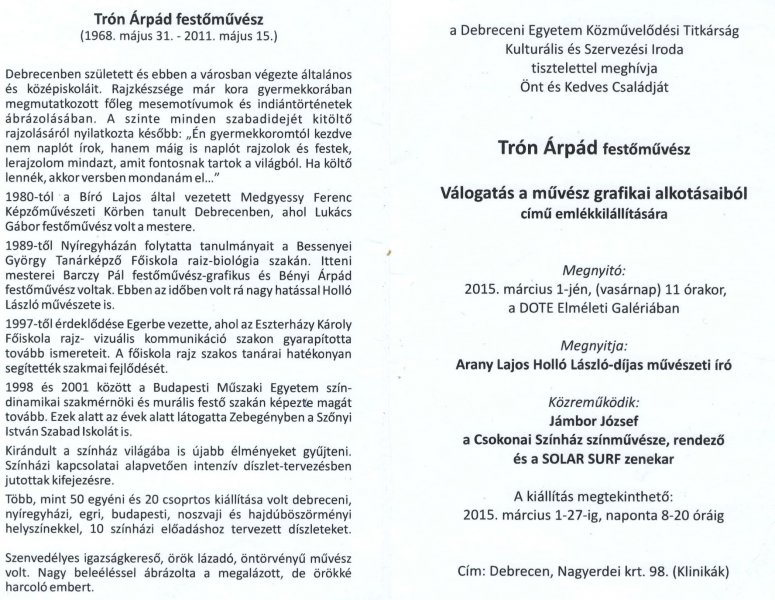 Trón Árpád festőművész
(1968. május 31. - 2011. május 15.)
Debrecenben született és ebben a városban végezte általános
és középiskoláit. Rajzkészsége már kora gyermekkorában
megmutatkozott főleg mesemotívumok és indiántörténetek
ábrázolásában. A szinte minden szabadidejét kitöltő
rajzolásáról nyilatkozta később: „Én gyermekkoromtól kezdve
nem naplót írok, hanem máig is naplót rajzolok és festek,
lerajzolom mindazt, amit fontosnak tartok a világból. Ha költő
lennék, akkor versben mondanám el...”
1980-tól a Bíró Lajos által vezetett Medgyessy Ferenc
Képzőművészeti Körben tanult Debrecenben, ahol Lukács
Gábor festőművész volt a mestere.
1989-től Nyíregyházán folytatta tanulmányait a Bessenyei
György Tanárképző Főiskola raiz-biológia szakán. Itteni
mesterei Barczy Pál festőművész-grafikus és Bényi Árpád
festőművész voltak. Ebben az időben volt rá nagy hatással Holló
László művészete is.
1997-től érdeklődése Egerbe vezette, ahol az Eszterházy Károly
Főiskola rajz- vizuális kommunikáció szakon gyarapította
tovább ismereteit. A főiskola rajz szakos tanárai hatékonyan
segítették szakmai fejlődését.
1998 és 2001 között a Budapesti Műszaki Egyetem szín-
dinamikai szakmérnöki és murális festő szakán képezte magát
tovább. Ezek alatt az évek alatt látogatta Zebegényben a Szőnyi
István Szabad Iskolát is.
Kirándult a színház világába is újabb élményeket gyűjteni.
Színházi kapcsolatai alapvetően intenzív díszlet-tervezésben
jutottak kifejezésre.
Több, mint 50 egyéni és 20 csoprtos kiállítása volt debreceni,
nyíregyházi, egri, budapesti, noszvaji és hajdúböszörményi
helyszínekkel, 10 színházi előadáshoz tervezett díszleteket.
Szenvedélyes igazságkereső, örök lázadó, öntörvényű művész
volt. Nagy beleéléssel ábrázolta a megalázott, de örökké
harcoló embert.
a Debreceni Egyetem Közművelődési Titkárság
Kulturális és Szervezési Iroda
tisztelettel meghívja
Önt és Kedves Családját
Trón Árpád festőművész
Válogatás a művész grafikai alkotásaiból
című emlékkilállítására
Megnyitó:
2015. március 1-jén, (vasárnap) 11 órakor,
a DOTE Elméleti Galériában
Megnyitja:
Arany Lajos Holló László-díjas művészeti író
Közreműködik:
Jámbor József
a Csokonai Színház színművésze, rendező
és a SOLAR SURF zenekar
A kiállítás megtekinthető:
2015. március 1-27-ig, naponta 8-20 óráig
Cím: Debrecen, Nagyerdei krt. 98. (Klinikák)